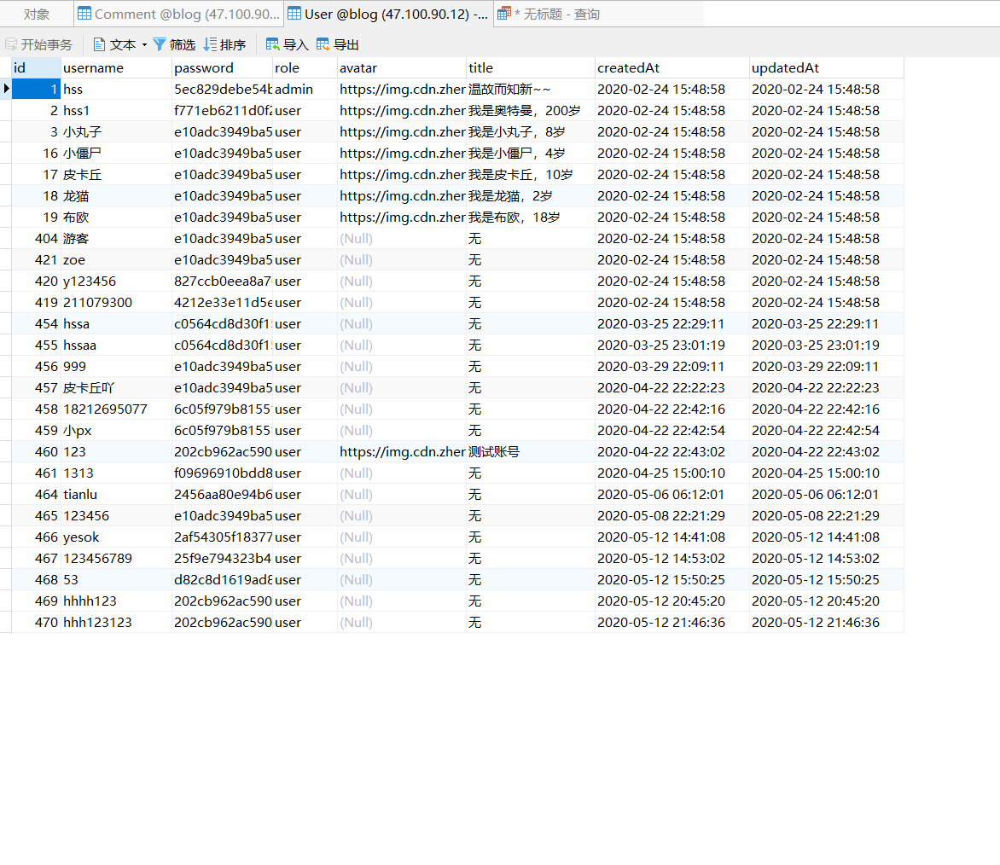 对象 Comment @blog (47.100.90... User @blog (47.100.90.12) -... * 无标题 - 查询
开始事务 文本 筛选 排序 导入 导出
id username password role avatar title createdAt updatedAt
1 hss 5ec829debe54b admin https://img.cdn.zher 温故而知新~~ 2020-02-24 15:48:58 2020-02-24 15:48:58
2 hss1 f771eb6211d0f2 user https://img.cdn.zher 我是奥特曼，200岁 2020-02-24 15:48:58 2020-02-24 15:48:58
3 小丸子 e10adc3949ba5 user https://img.cdn.zher 我是小丸子，8岁 2020-02-24 15:48:58 2020-02-24 15:48:58
16 小僵尸 e10adc3949ba5 user https://img.cdn.zher 我是小僵尸，4岁 2020-02-24 15:48:58 2020-02-24 15:48:58
17 皮卡丘 e10adc3949ba5 user https://img.cdn.zher 我是皮卡丘，10岁 2020-02-24 15:48:58 2020-02-24 15:48:58
18 龙猫 e10adc3949ba5 user https://img.cdn.zher 我是龙猫，2岁 2020-02-24 15:48:58 2020-02-24 15:48:58
19 布欧 e10adc3949ba5 user https://img.cdn.zher 我是布欧，18岁 2020-02-24 15:48:58 2020-02-24 15:48:58
404 游客 e10adc3949ba5 user (Null) 无 2020-02-24 15:48:58 2020-02-24 15:48:58
421 zoe e10adc3949ba5 user (Null) 无 2020-02-24 15:48:58 2020-02-24 15:48:58
420 y123456 827ccb0eea8a7 user (Null) 无 2020-02-24 15:48:58 2020-02-24 15:48:58
419 211079300 4212e33e11d5e user (Null) 无 2020-02-24 15:48:58 2020-02-24 15:48:58
454 hssa c0564cd8d30f1 user (Null) 无 2020-03-25 22:29:11 2020-03-25 22:29:11
455 hssaa c0564cd8d30f1 user (Null) 无 2020-03-25 23:01:19 2020-03-25 23:01:19
456 999 e10adc3949ba5 user (Null) 无 2020-03-29 22:09:11 2020-03-29 22:09:11
457 皮卡丘吖 e10adc3949ba5 user (Null) 无 2020-04-22 22:22:23 2020-04-22 22:22:23
458 18212695077 6c05f979b8155 user (Null) 无 2020-04-22 22:42:16 2020-04-22 22:42:16
459 小px 6c05f979b8155 user (Null) 无 2020-04-22 22:42:54 2020-04-22 22:42:54
460 123 202cb962ac590 user https://img.cdn.zher 测试账号 2020-04-22 22:43:02 2020-04-22 22:43:02
461 1313 f09696910bdd8 user (Null) 无 2020-04-25 15:00:10 2020-04-25 15:00:10
464 tianlu 2456aa80e94b6 user (Null) 无 2020-05-06 06:12:01 2020-05-06 06:12:01
465 123456 e10adc3949ba5 user (Null) 无 2020-05-08 22:21:29 2020-05-08 22:21:29
466 yesok 2af54305f18377 user (Null) 无 2020-05-12 14:41:08 2020-05-12 14:41:08
467 123456789 25f9e794323b4 user (Null) 无 2020-05-12 14:53:02 2020-05-12 14:53:02
468 53 d82c8d1619ad8 user (Null) 无 2020-05-12 15:50:25 2020-05-12 15:50:25
469 hhhh123 202cb962ac590 user (Null) 无 2020-05-12 20:45:20 2020-05-12 20:45:20
470 hhh123123 202cb962ac590 user (Null) 无 2020-05-12 21:46:36 2020-05-12 21:46:36